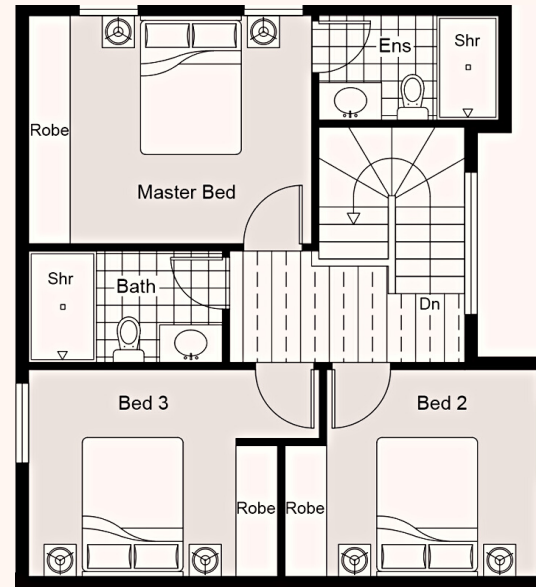 Ens
Shr
Robe
Master Bed
Shr
Bath
Dn
Bed 3
Bed 2
Robe
Robe